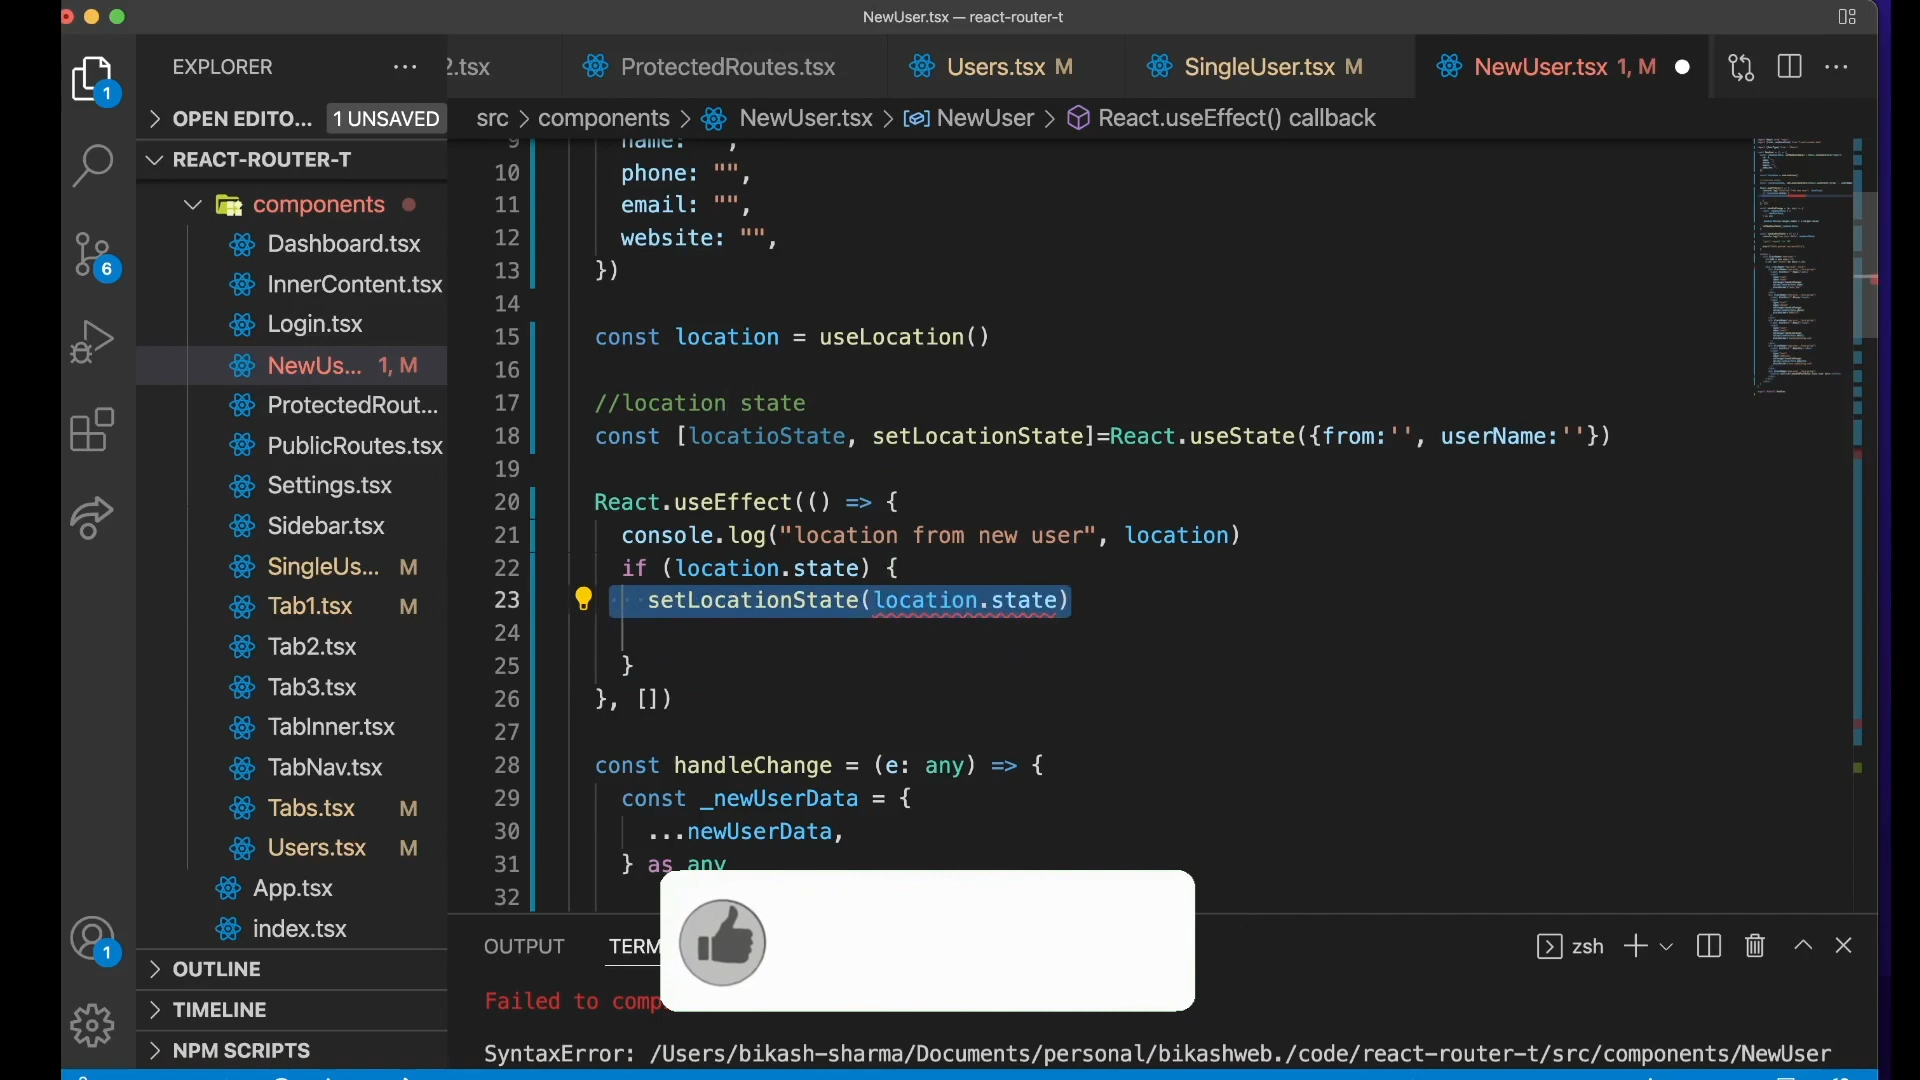 NewUser.tsx — react-router-t
EXPLORER
2.tsx
ProtectedRoutes.tsx
Users.tsx M
SingleUser.tsx M
NewUser.tsx 1, M
OPEN EDITO... 1 UNSAVED
src > components > NewUser.tsx > NewUser > React.useEffect() callback
REACT-ROUTER-T
components
Dashboard.tsx
InnerContent.tsx
Login.tsx
NewUs... 1, M
ProtectedRout...
PublicRoutes.tsx
Settings.tsx
Sidebar.tsx
SingleUs... M
Tab1.tsx M
Tab2.tsx
Tab3.tsx
TabInner.tsx
TabNav.tsx
Tabs.tsx M
Users.tsx M
App.tsx
index.tsx
OUTLINE
TIMELINE
NPM SCRIPTS
1
6
1
9 name: "",
10 phone: "",
11 email: "",
12 website: "",
13 })
14
15 const location = useLocation()
16
17 //location state
18 const [locatioState, setLocationState]=React.useState({from:'', userName:''})
19
20 React.useEffect(() => {
21 console.log("location from new user", location)
22 if (location.state) {
23 setLocationState(location.state)
24
25 }
26 }, [])
27
28 const handleChange = (e: any) => {
29 const _newUserData = {
30 ...newUserData,
31 } as any
32
OUTPUT TERM
zsh
Failed to comp
SyntaxError: /Users/bikash-sharma/Documents/personal/bikashweb./code/react-router-t/src/components/NewUser